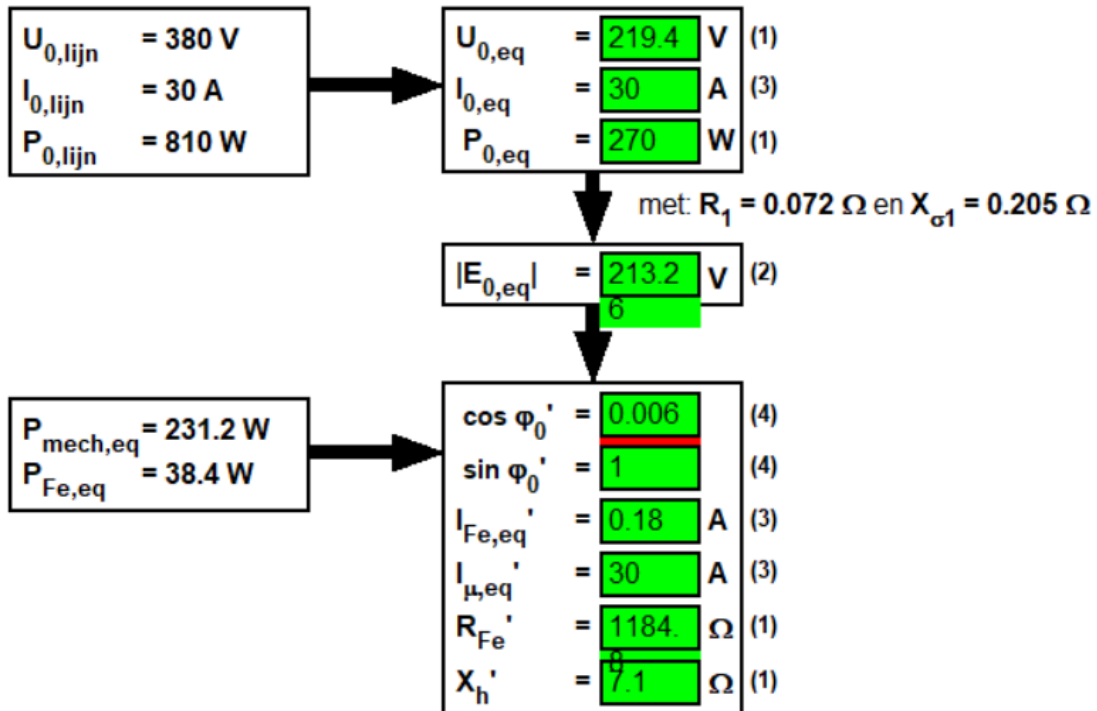 U0,lijn = 380 V
I0,lijn = 30 A
P0,lijn = 810 W
U0,eq = 219.4 V (1)
I0,eq = 30 A (3)
P0,eq = 270 W (1)
met: R1 = 0.072 Ω en Xσ1 = 0.205 Ω
|E0,eq| = 213.2 V (2)
6
Pmech,eq = 231.2 W
PFe,eq = 38.4 W
cos φ0' = 0.006 (4)
sin φ0' = 1 (4)
IFe,eq' = 0.18 A (3)
Iμ,eq' = 30 A (3)
RFe' = 1184. Ω (1)
8
Xh' = 7.1 Ω (1)